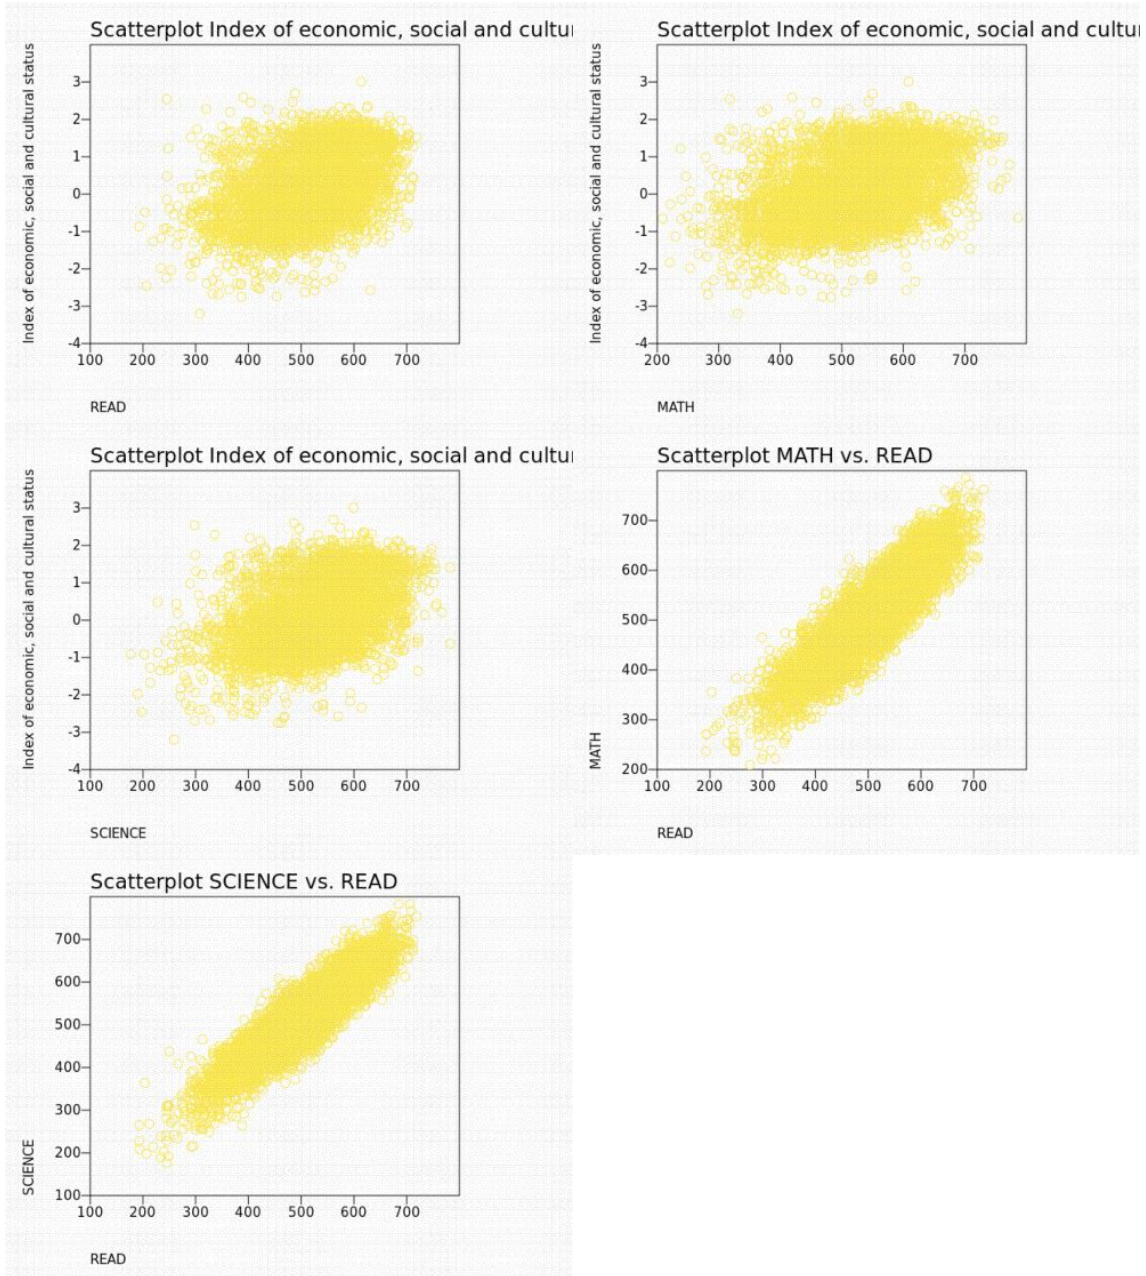 Scatterplot Index of economic, social and cultu
Index of economic, social and cultural status
3
2
1
0
-1
-2
-3
-4
100 200 300 400 500 600 700
READ
Scatterplot Index of economic, social and cultu
Index of economic, social and cultural status
3
2
1
0
-1
-2
-3
-4
200 300 400 500 600 700
MATH
Scatterplot Index of economic, social and cultu
Index of economic, social and cultural status
3
2
1
0
-1
-2
-3
-4
100 200 300 400 500 600 700
SCIENCE
Scatterplot MATH vs. READ
MATH
700
600
500
400
300
200
100 200 300 400 500 600 700
READ
Scatterplot SCIENCE vs. READ
SCIENCE
700
600
500
400
300
200
100
100 200 300 400 500 600 700
READ